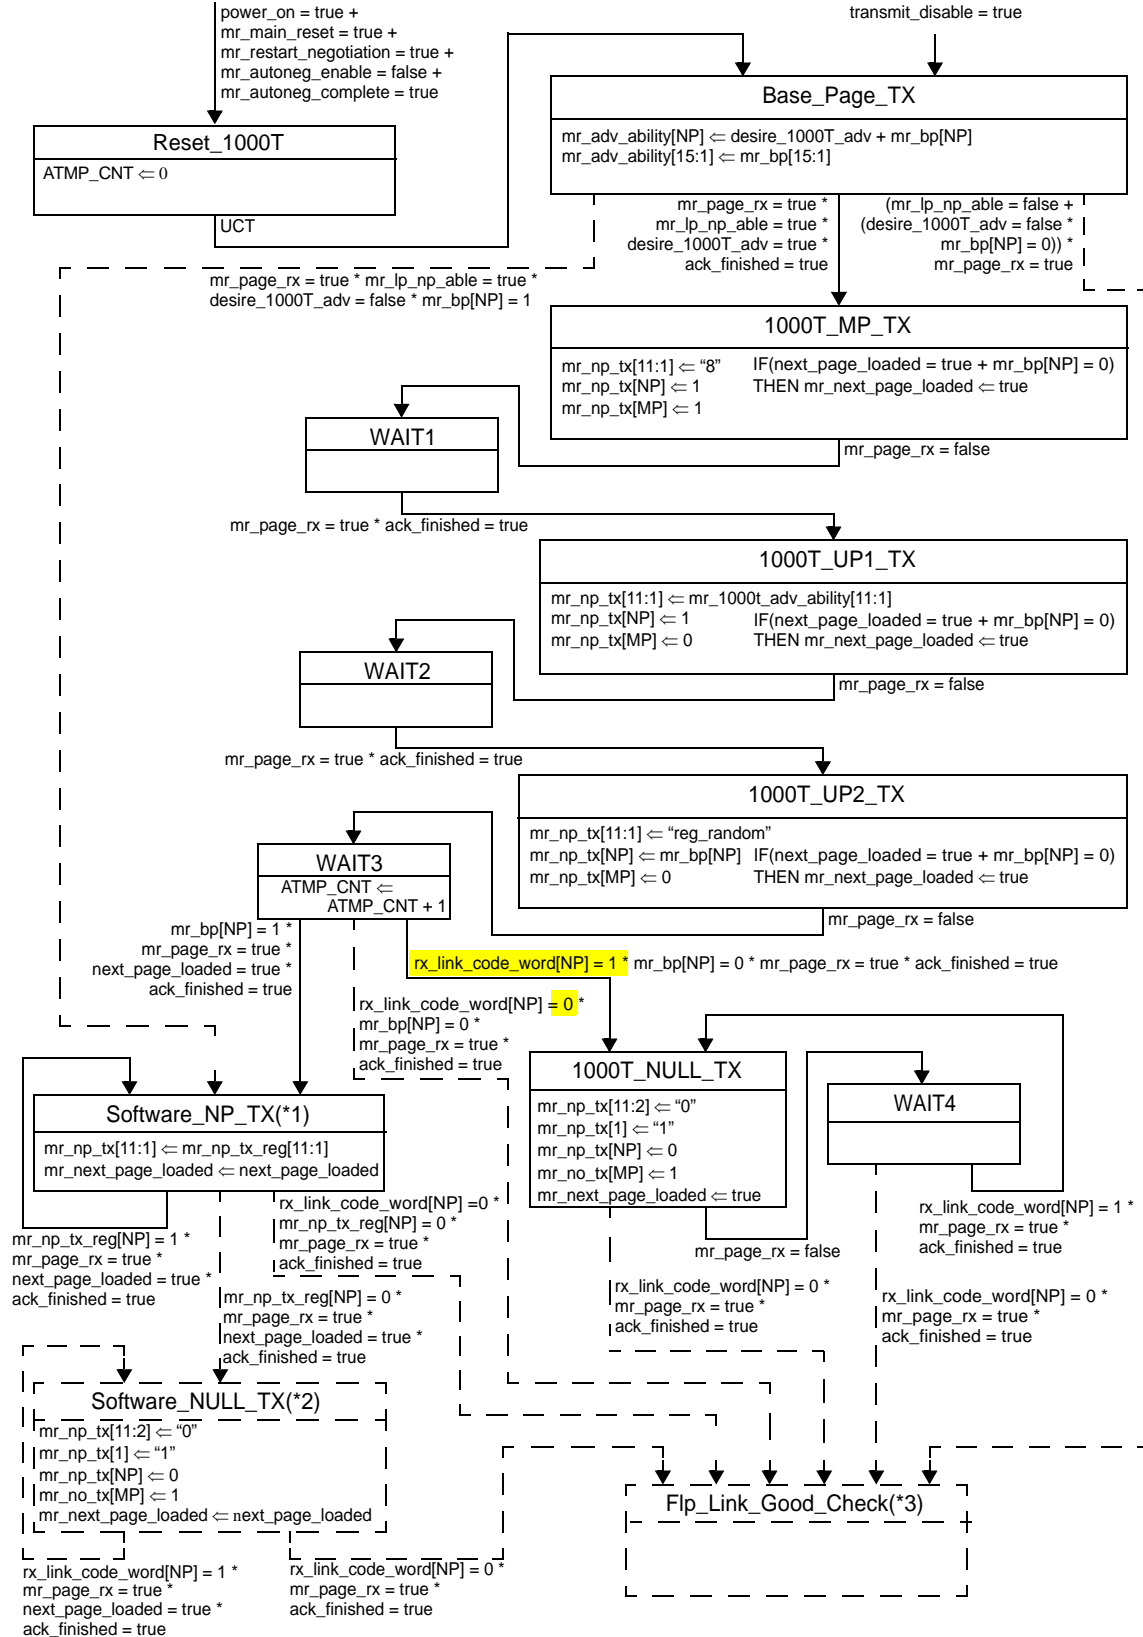 power_on = true +
mr_main_reset = true +
mr_restart_negotiation = true +
mr_autoneg_enable = false +
mr_autoneg_complete = true
transmit_disable = true
Reset_1000T
ATMP_CNT ⇐ 0
UCT
Base_Page_TX
mr_adv_ability[NP] ⇐ desire_1000T_adv + mr_bp[NP]
mr_adv_ability[15:1] ⇐ mr_bp[15:1]
mr_page_rx = true *
mr_lp_np_able = true *
desire_1000T_adv = true *
ack_finished = true
(mr_lp_np_able = false +
(desire_1000T_adv = false *
mr_bp[NP] = 0)) *
mr_page_rx = true
mr_page_rx = true * mr_lp_np_able = true *
desire_1000T_adv = false * mr_bp[NP] = 1
1000T_MP_TX
mr_np_tx[11:1] ⇐ “8” IF(next_page_loaded = true + mr_bp[NP] = 0)
mr_np_tx[NP] ⇐ 1 THEN mr_next_page_loaded ⇐ true
mr_np_tx[MP] ⇐ 1
mr_page_rx = false
WAIT1
mr_page_rx = true * ack_finished = true
1000T_UP1_TX
mr_np_tx[11:1] ⇐ mr_1000t_adv_ability[11:1]
mr_np_tx[NP] ⇐ 1 IF(next_page_loaded = true + mr_bp[NP] = 0)
mr_np_tx[MP] ⇐ 0 THEN mr_next_page_loaded ⇐ true
mr_page_rx = false
WAIT2
mr_page_rx = true * ack_finished = true
1000T_UP2_TX
mr_np_tx[11:1] ⇐ “reg_random”
mr_np_tx[NP] ⇐ mr_bp[NP] IF(next_page_loaded = true + mr_bp[NP] = 0)
mr_np_tx[MP] ⇐ 0 THEN mr_next_page_loaded ⇐ true
mr_page_rx = false
WAIT3
ATMP_CNT ⇐
ATMP_CNT + 1
mr_bp[NP] = 1 *
mr_page_rx = true *
next_page_loaded = true *
ack_finished = true
rx_link_code_word[NP] = 1 * mr_bp[NP] = 0 * mr_page_rx = true * ack_finished = true
rx_link_code_word[NP] = 0 *
mr_bp[NP] = 0 *
mr_page_rx = true *
ack_finished = true
1000T_NULL_TX
mr_np_tx[11:2] ⇐ “0”
mr_np_tx[1] ⇐ “1”
mr_np_tx[NP] ⇐ 0
mr_no_tx[MP] ⇐ 1
mr_next_page_loaded ⇐ true
WAIT4
Software_NP_TX(*1)
mr_np_tx[11:1] ⇐ mr_np_tx_reg[11:1]
mr_next_page_loaded ⇐ next_page_loaded
mr_np_tx_reg[NP] = 1 *
mr_page_rx = true *
next_page_loaded = true *
ack_finished = true
rx_link_code_word[NP] =0 *
mr_np_tx_reg[NP] = 0 *
mr_page_rx = true *
ack_finished = true
mr_np_tx_reg[NP] = 0 *
mr_page_rx = true *
next_page_loaded = true *
ack_finished = true
mr_page_rx = false
rx_link_code_word[NP] = 1 *
mr_page_rx = true *
ack_finished = true
rx_link_code_word[NP] = 0 *
mr_page_rx = true *
ack_finished = true
rx_link_code_word[NP] = 0 *
mr_page_rx = true *
ack_finished = true
Software_NULL_TX(*2)
mr_np_tx[11:2] ⇐ “0”
mr_np_tx[1] ⇐ “1”
mr_np_tx[NP] ⇐ 0
mr_no_tx[MP] ⇐ 1
mr_next_page_loaded ⇐ next_page_loaded
rx_link_code_word[NP] = 1 *
mr_page_rx = true *
next_page_loaded = true *
ack_finished = true
rx_link_code_word[NP] = 0 *
mr_page_rx = true *
ack_finished = true
Flp_Link_Good_Check(*3)